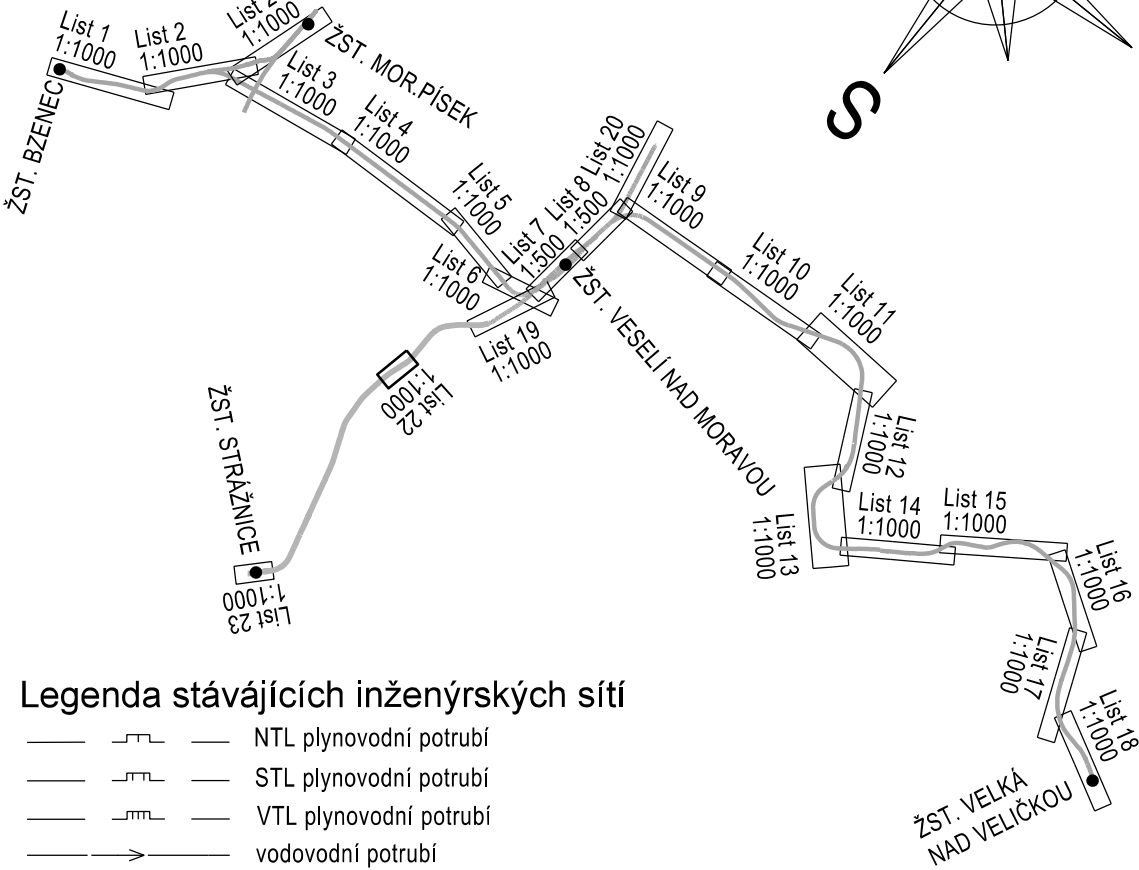 List 1
1:1000
List 2
1:1000
1:1000
ŽST. MOR.PÍSEK
ŽST. BZENEC
List 3
1:1000
List 4
1:1000
List 5
1:1000
List 6
1:1000
List 7
1:500
List 8
1:500
List 20
1:1000
List 9
1:1000
List 10
1:1000
List 11
1:1000
List 19
1:1000
ŽST. VESELÍ NAD MORAVOU
List 22
1:1000
ŽST. STRÁŽNICE
List 23
1:1000
List 12
1:1000
List 13
1:1000
List 14
1:1000
List 15
1:1000
List 16
1:1000
List 17
1:1000
List 18
1:1000
ŽST. VELKÁ
NAD VELIČKOU
S
Legenda stávajících inženýrských sítí
NTL plynovodní potrubí
STL plynovodní potrubí
VTL plynovodní potrubí
vodovodní potrubí